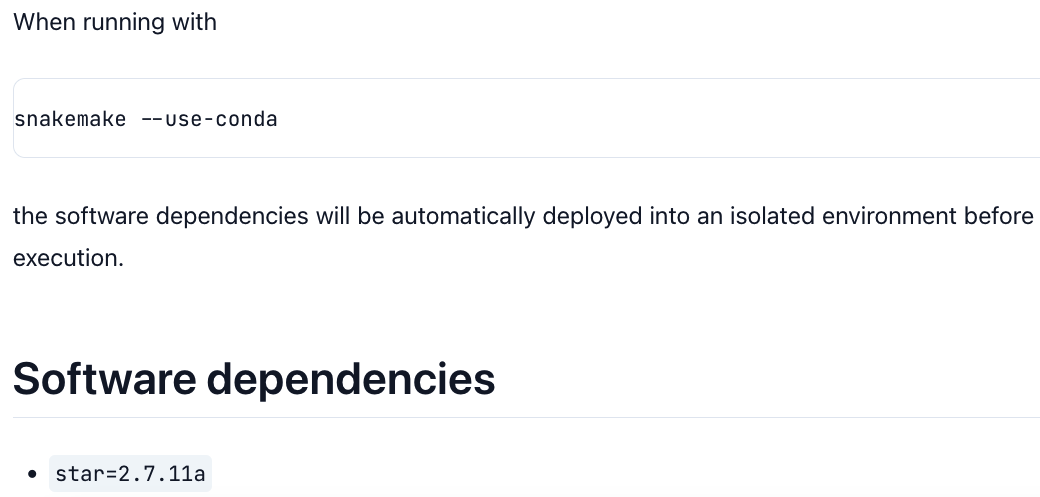 When running with
snakemake --use-conda
the software dependencies will be automatically deployed into an isolated environment before
execution.
Software dependencies
• star=2.7.11a